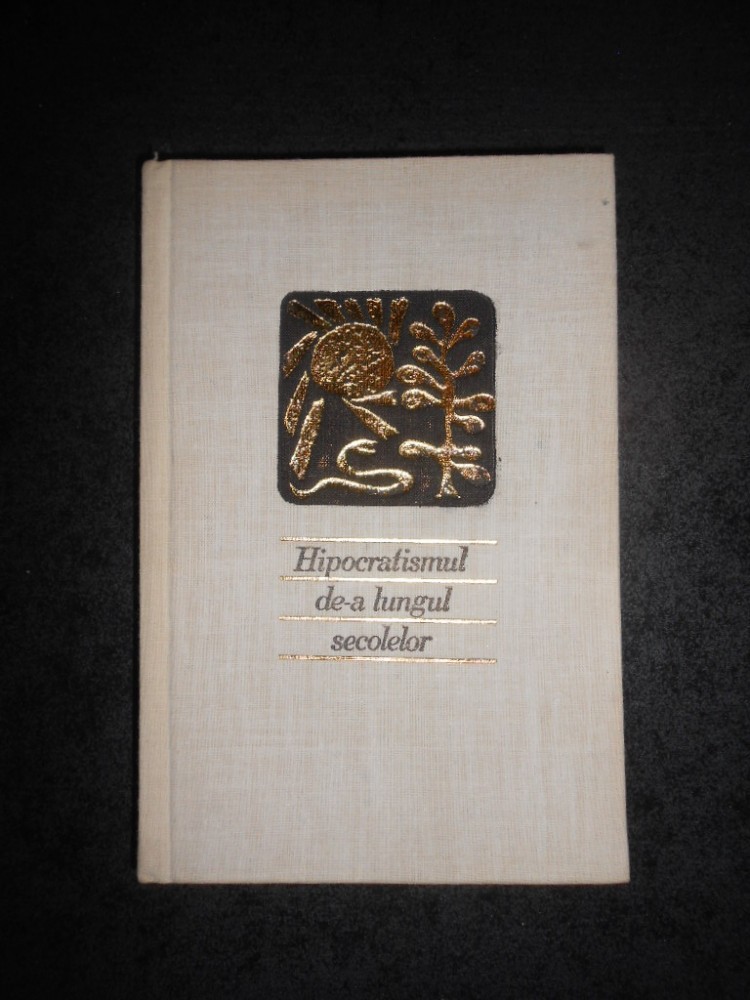 Hipocratismul
de-a lungul
secolelor